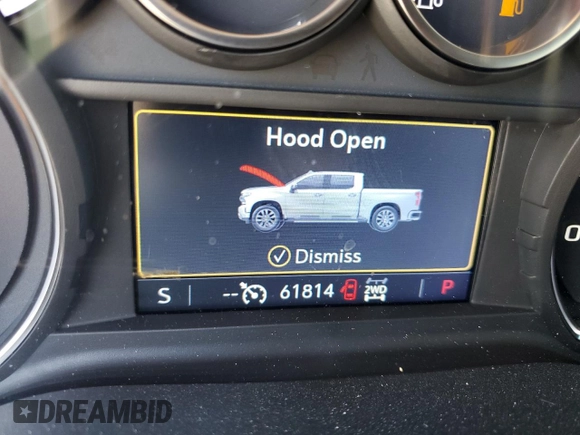 Hood Open
Dismiss
S -- 61814 2WD P
DREAMBID